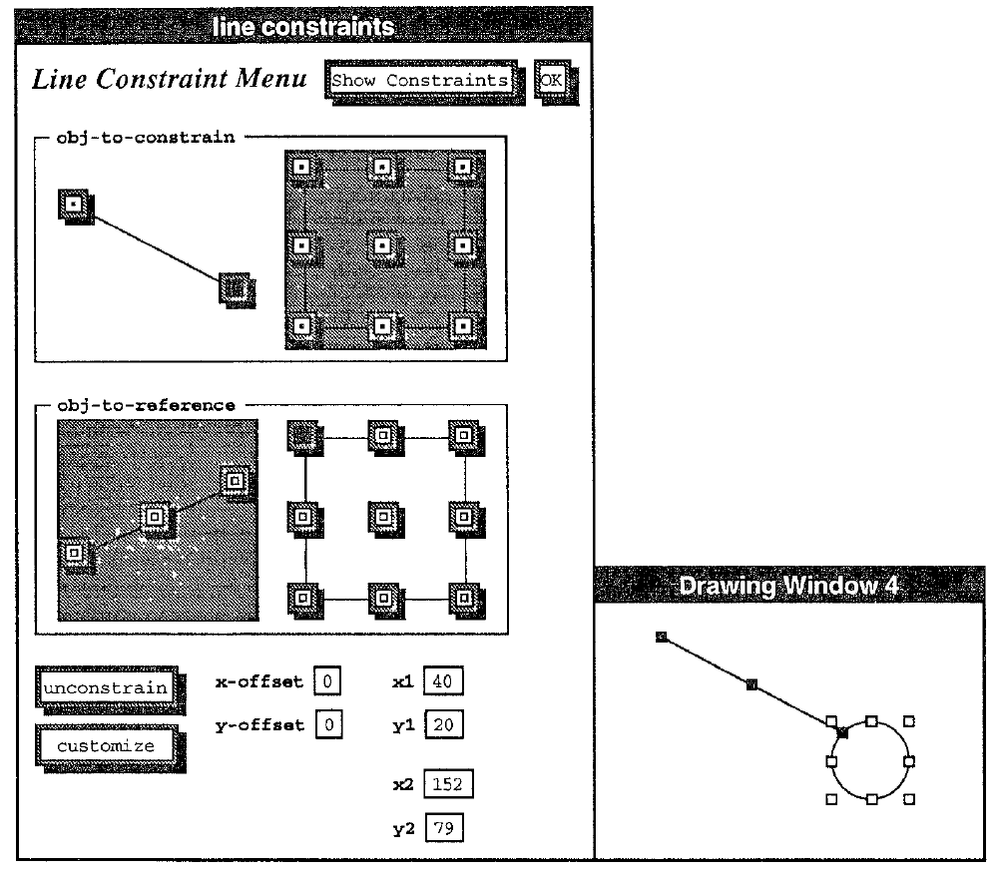 line constraints
Line Constraint Menu Show Constraints OK
obj-to-constrain
obj-to-reference
Drawing Window 4
unconstrain x-offset 0 x1 40
customize y-offset 0 y1 20
x2 152
y2 79